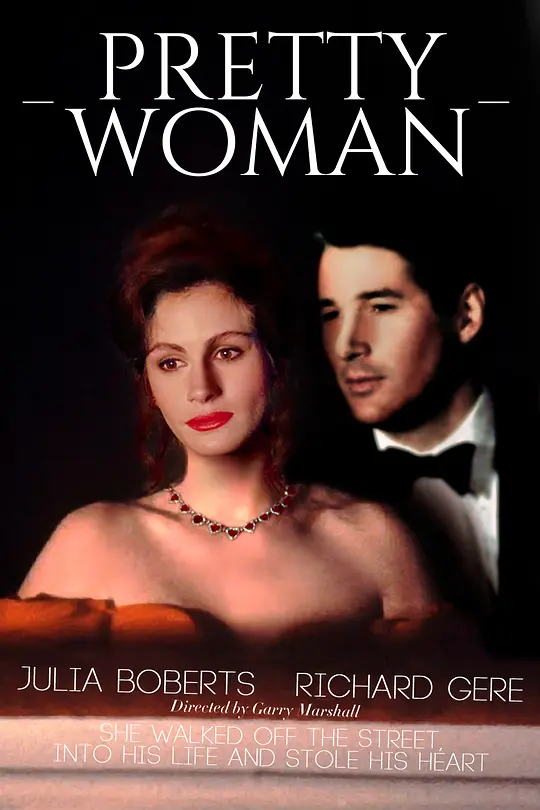 PRETTY
– WOMAN –
JULIA BOBERTS RICHARD GERE
Directed by Garry Marshall
SHE WALKED OFF THE STREET,
INTO HIS LIFE AND STOLE HIS HEART